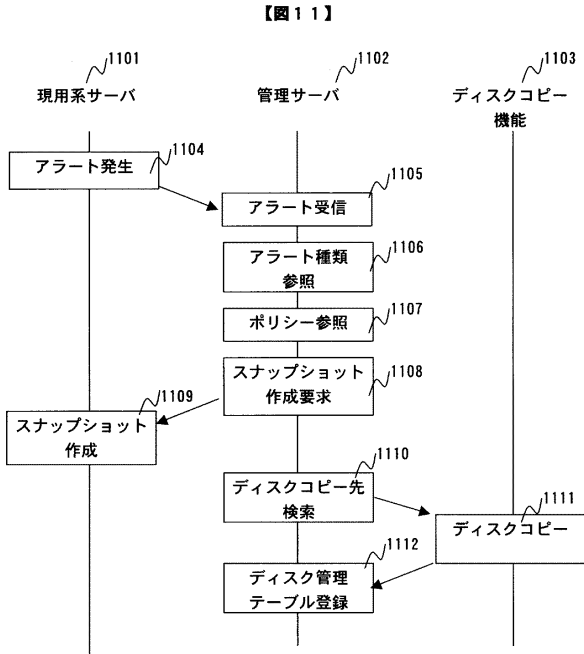 【図11】
1101
1102
1103
現用系サーバ
管理サーバ
ディスクコピー
機能
1104
アラート発生
1105
アラート受信
1106
アラート種類
参照
1107
ポリシー参照
1108
スナップショット
作成要求
1109
スナップショット
作成
1110
ディスクコピー先
検索
1111
ディスクコピー
1112
ディスク管理
テーブル登録